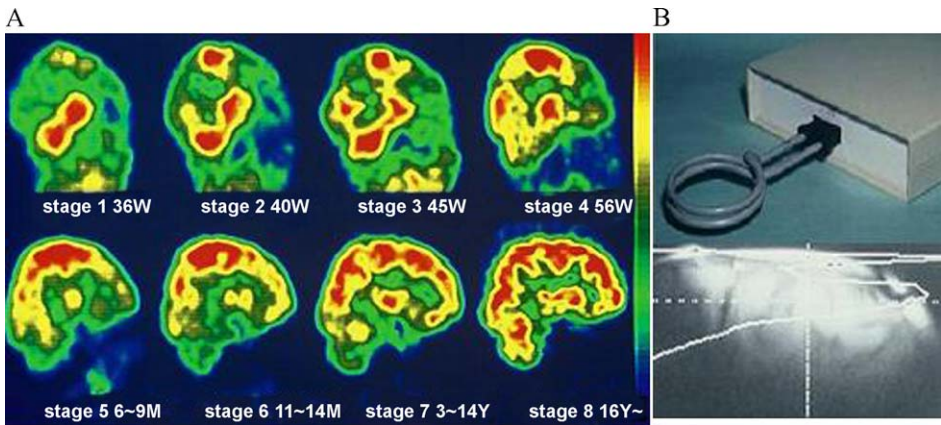 A
B
stage 1 36W
stage 2 40W
stage 3 45W
stage 4 56W
stage 5 6~9M
stage 6 11~14M
stage 7 3~14Y
stage 8 16Y~